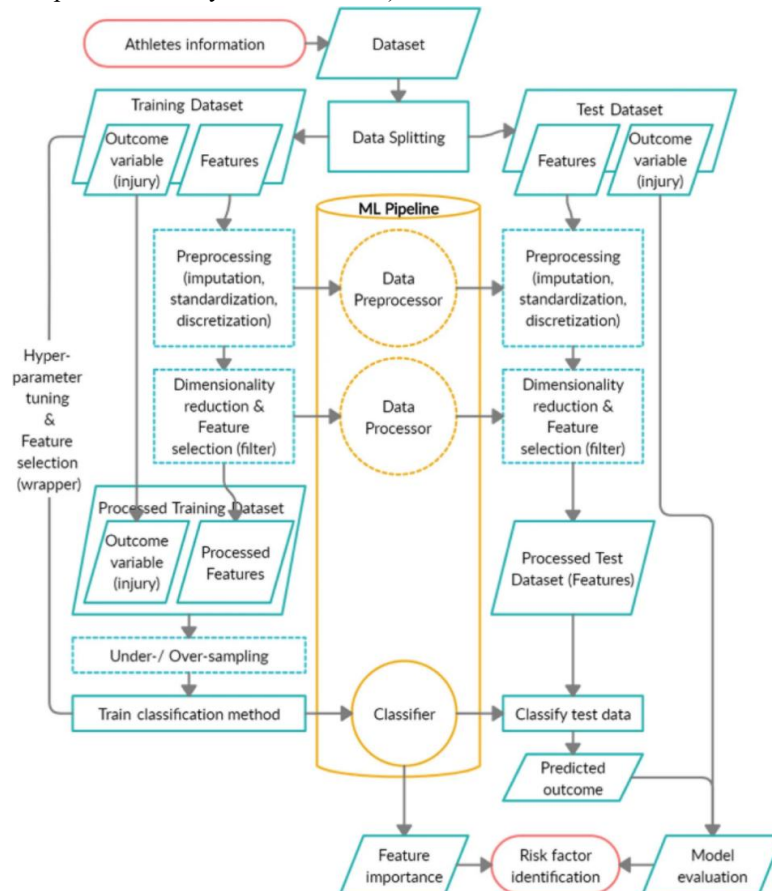 Athletes information
Dataset
Training Dataset
Outcome
variable
(injury)
Features
Data Splitting
Test Dataset
Features
Outcome
variable
(injury)
ML Pipeline
Preprocessing
(imputation,
standardization,
discretization)
Data
Preprocessor
Preprocessing
(imputation,
standardization,
discretization)
Hyper-
parameter
tuning
&
Feature
selection
(wrapper)
Dimensionality
reduction &
Feature
selection (filter)
Data
Processor
Dimensionality
reduction &
Feature
selection (filter)
Processed Training Dataset
Outcome
variable
(injury)
Processed
Features
Processed Test
Dataset (Features)
Under-/ Over-sampling
Train classification method
Classifier
Classify test data
Predicted
outcome
Feature
importance
Risk factor
identification
Model
evaluation